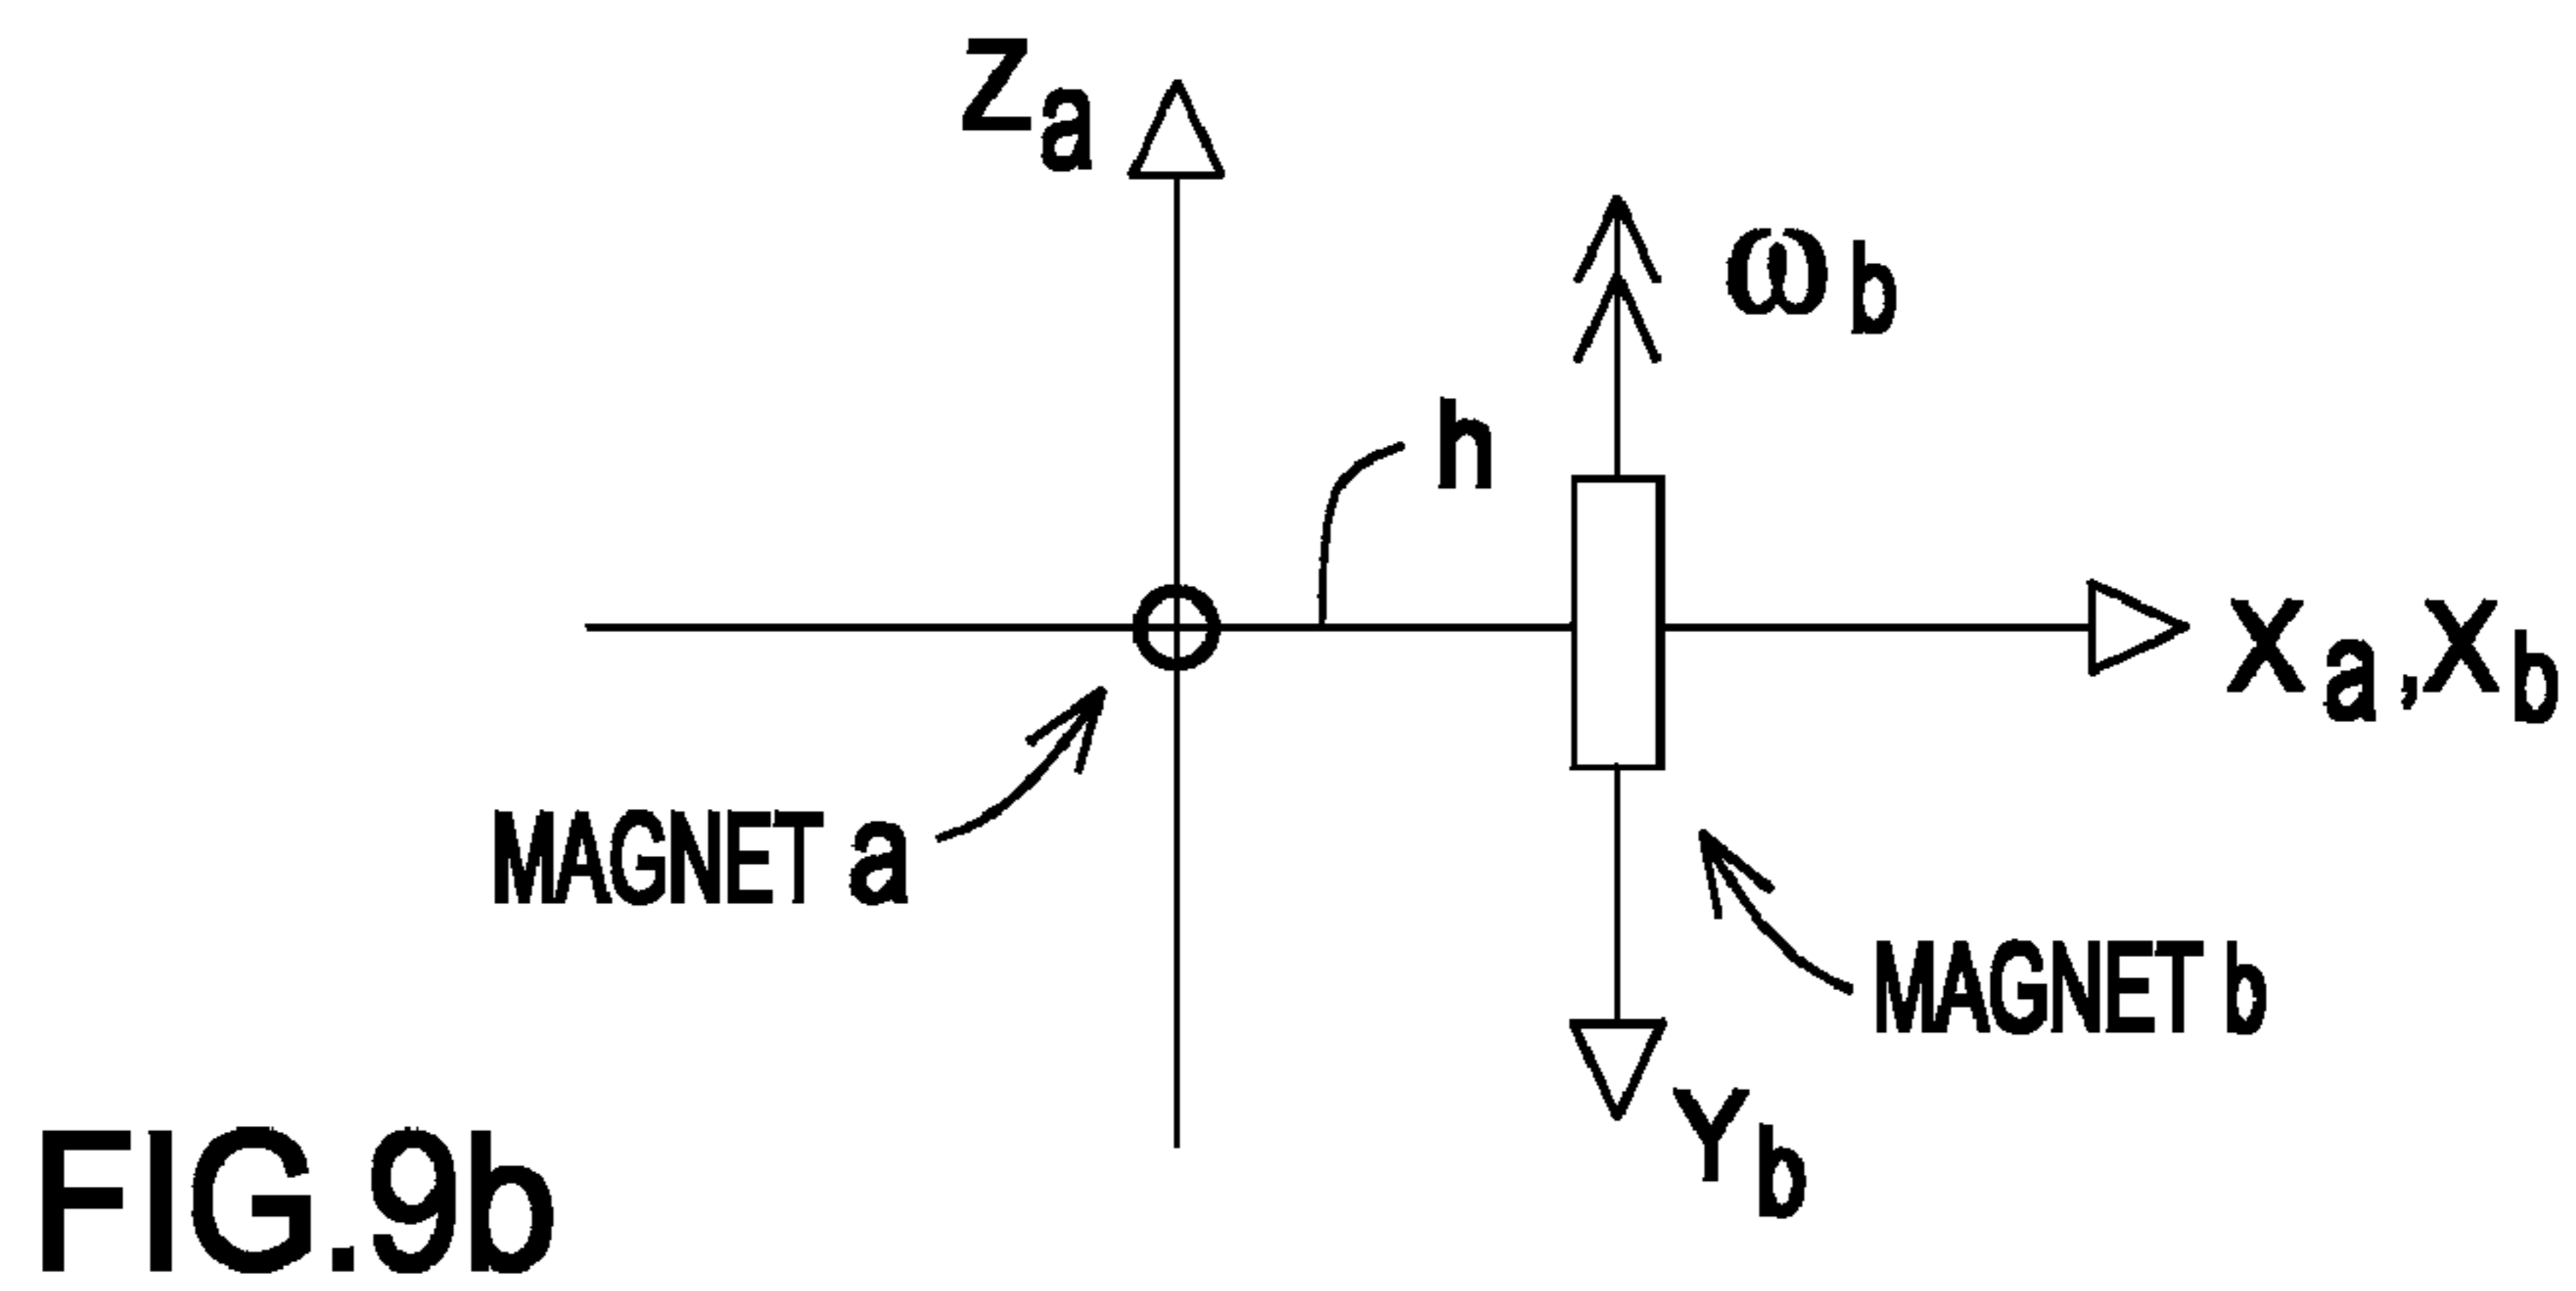 Za
ωb
h
Xa,Xb
MAGNET a
MAGNET b
Yb
FIG.9b